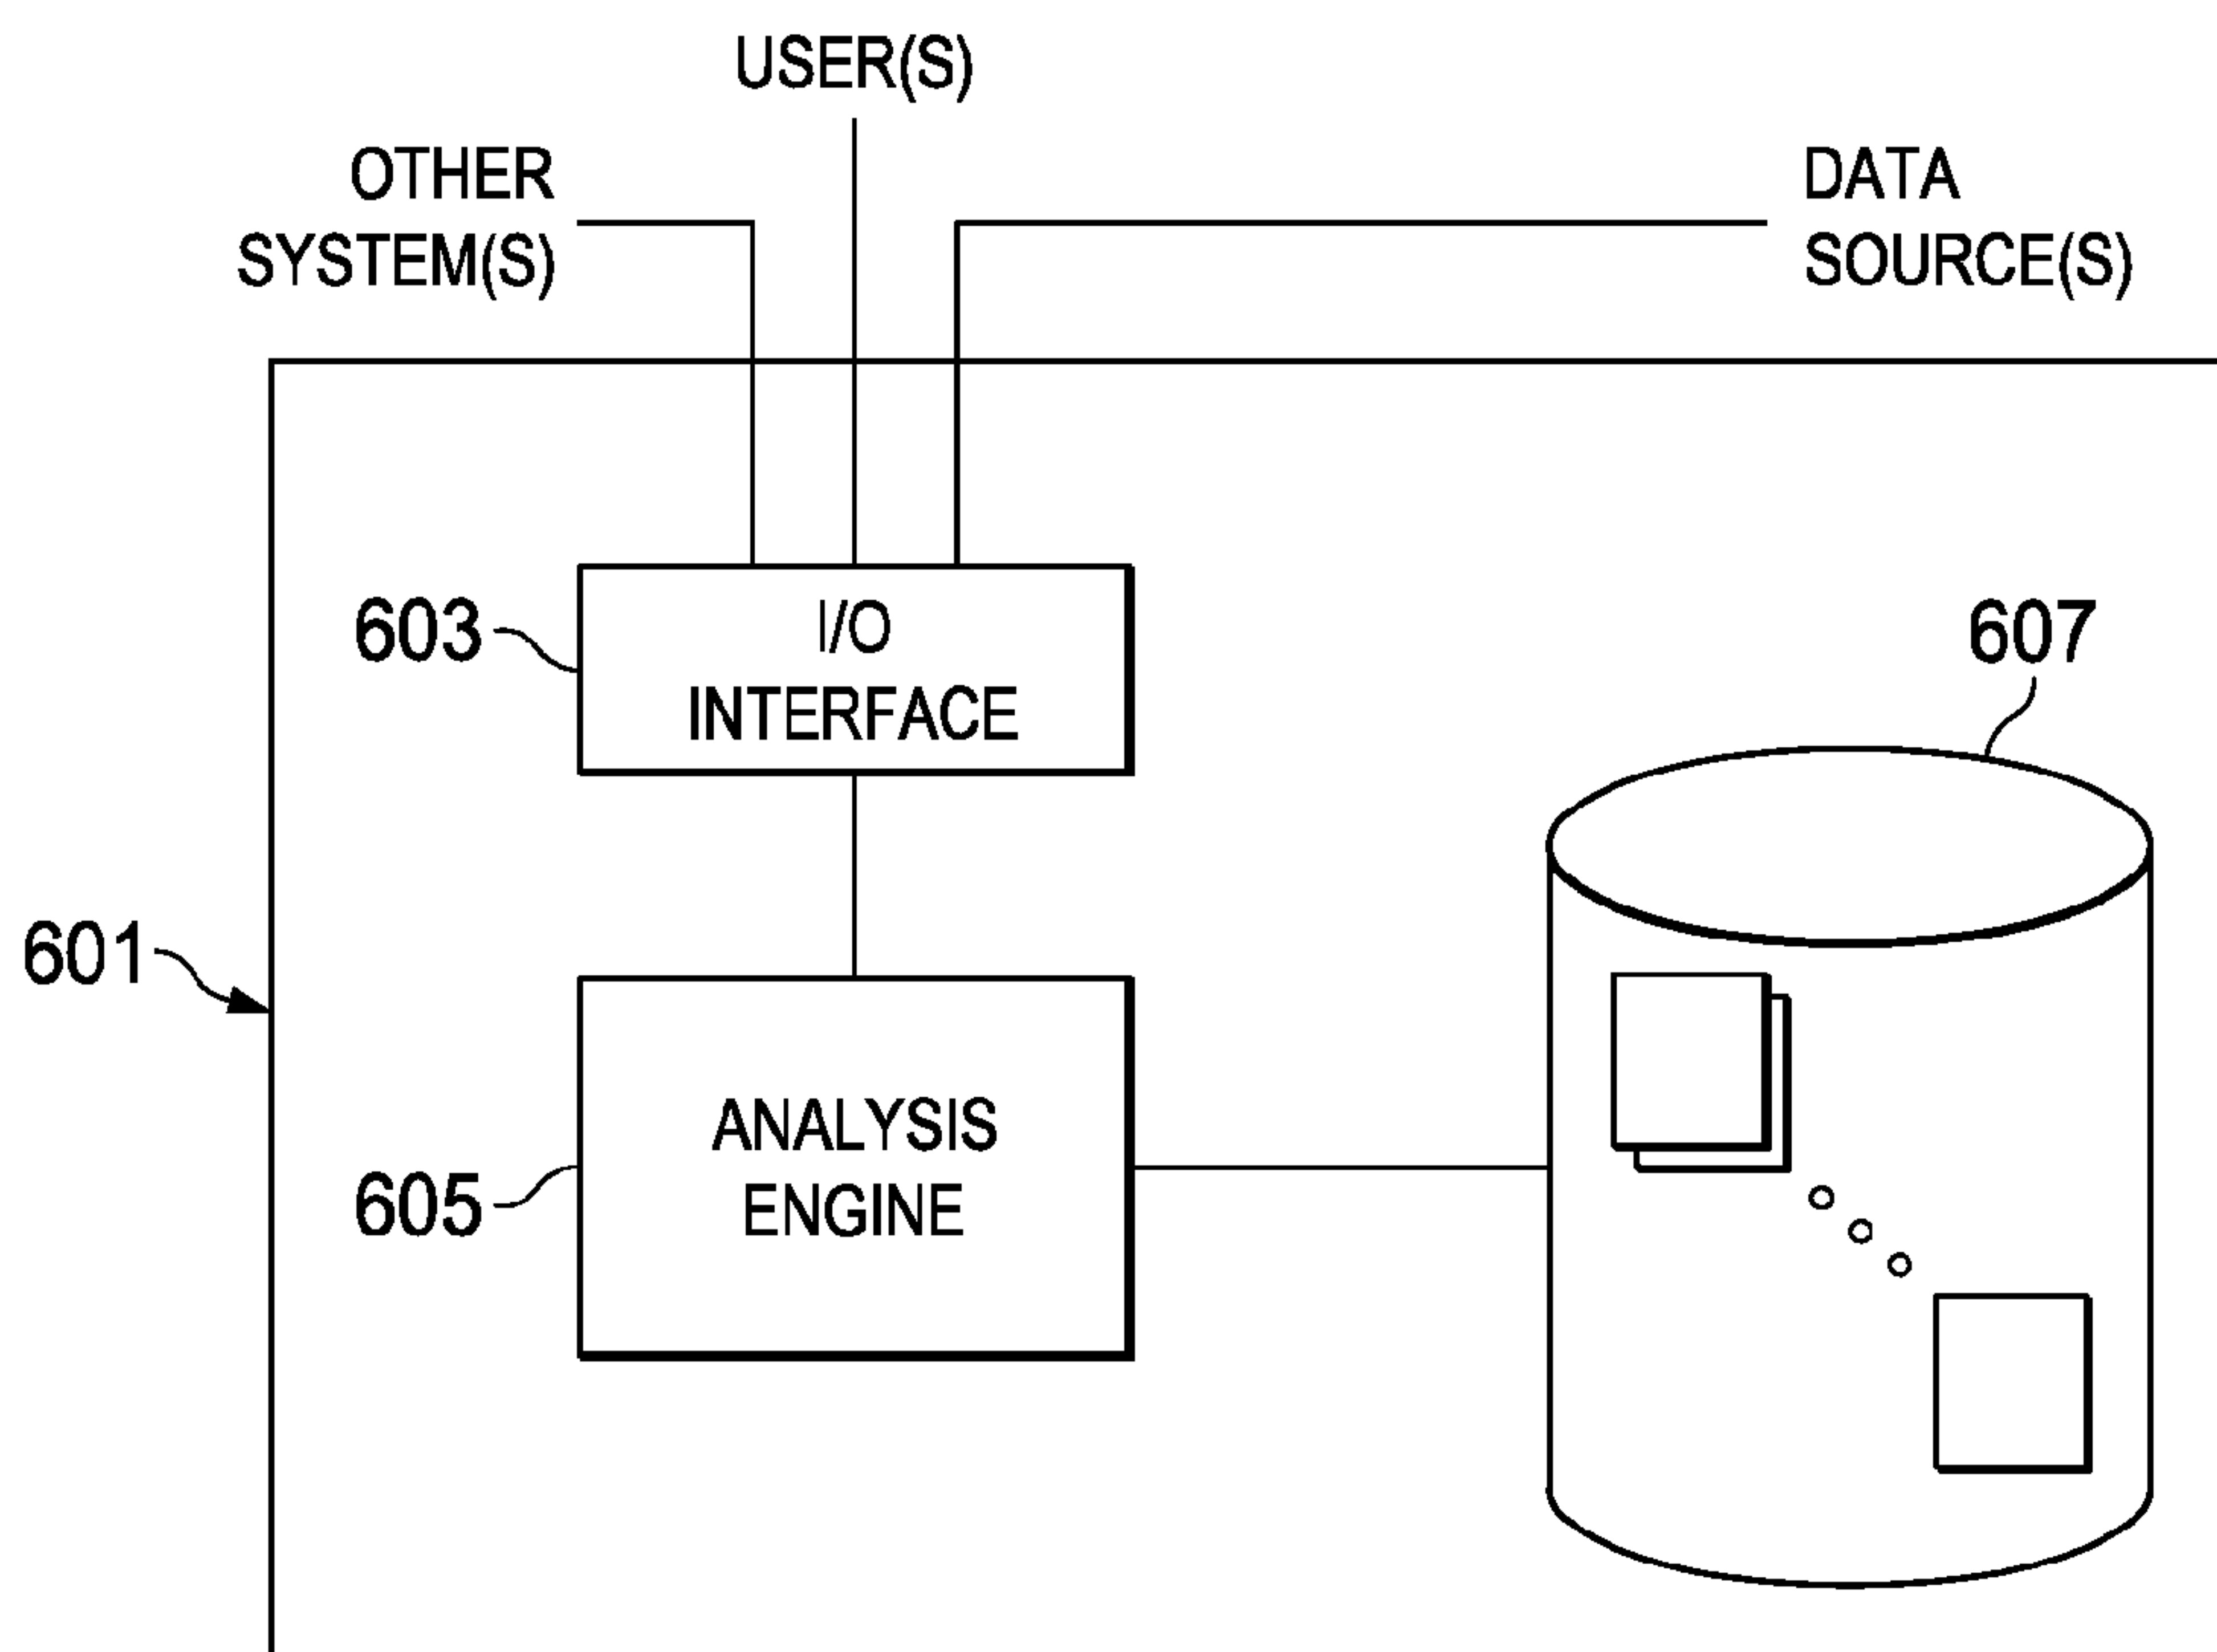 USER(S)
OTHER
SYSTEM(S)
DATA
SOURCE(S)
603
I/O
INTERFACE
607
601
605
ANALYSIS
ENGINE